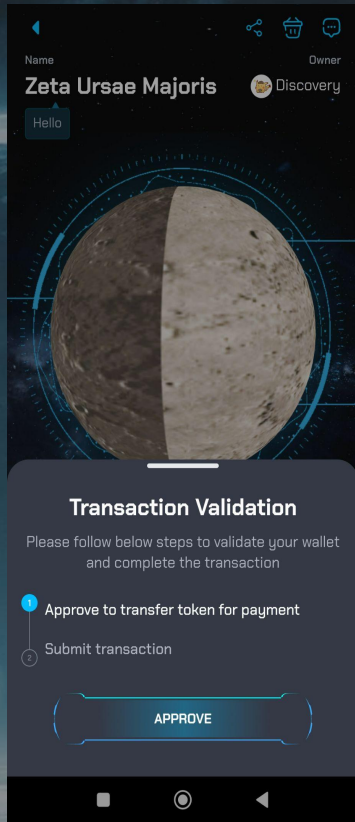 Name
Owner
Zeta Ursae Majoris
Discovery
Hello
Transaction Validation
Please follow below steps to validate your wallet
and complete the transaction
1
Approve to transfer token for payment
2
Submit transaction
APPROVE